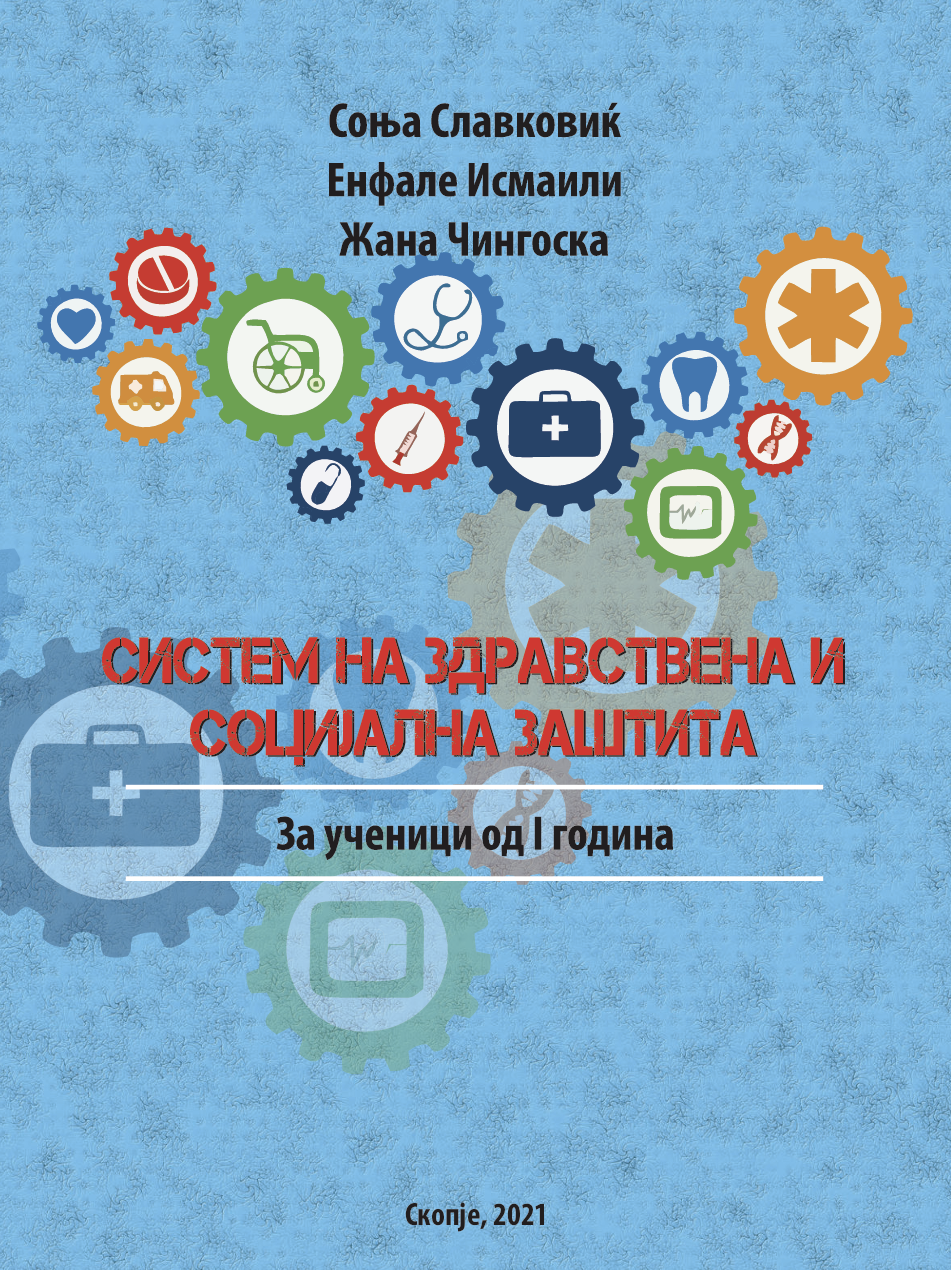 Соња Славковиќ
Енфале Исмаили
Жана Чингоска
СИСТЕМ НА ЗДРАВСТВЕНА И
СОЦИЈАЛНА ЗАШТИТА
За ученици од I година
Скопје, 2021